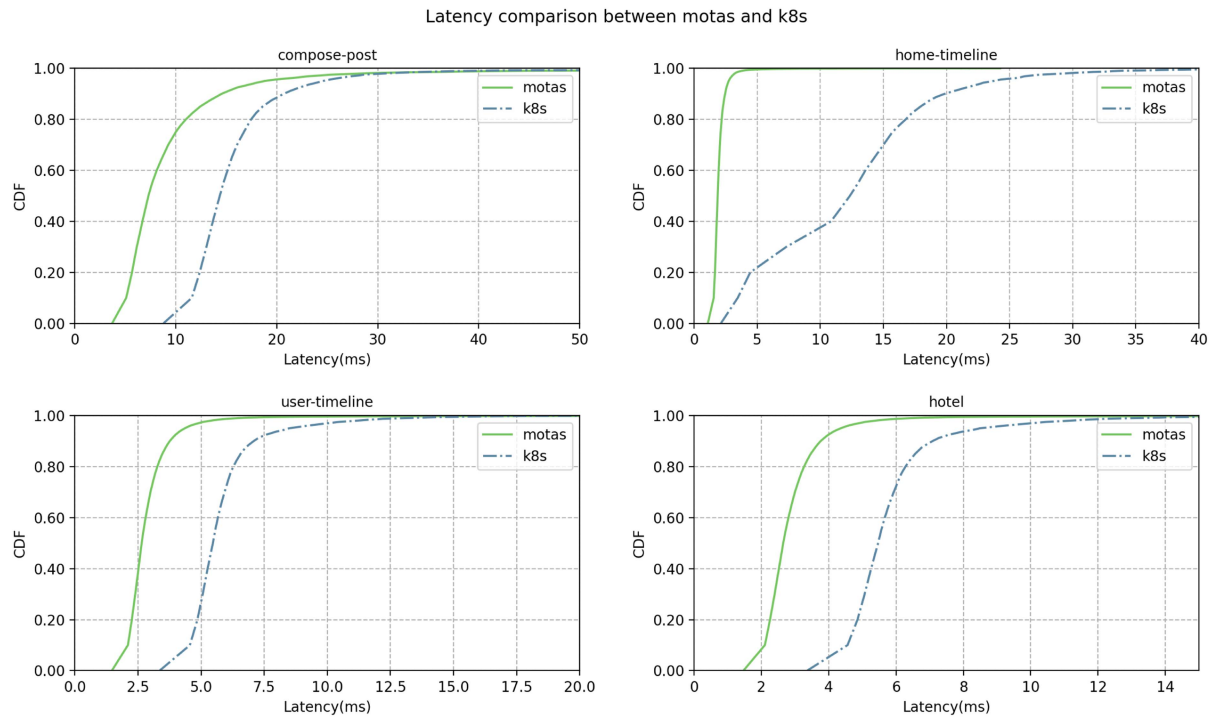 Latency comparison between motas and k8s
compose-post
1.00
0.80
0.60
0.40
0.20
0.00
CDF
0 10 20 30 40 50
Latency(ms)
motas
k8s
home-timeline
1.00
0.80
0.60
0.40
0.20
0.00
CDF
0 5 10 15 20 25 30 35 40
Latency(ms)
motas
k8s
user-timeline
1.00
0.80
0.60
0.40
0.20
0.00
CDF
0.0 2.5 5.0 7.5 10.0 12.5 15.0 17.5 20.0
Latency(ms)
motas
k8s
hotel
1.00
0.80
0.60
0.40
0.20
0.00
CDF
0 2 4 6 8 10 12 14
Latency(ms)
motas
k8s